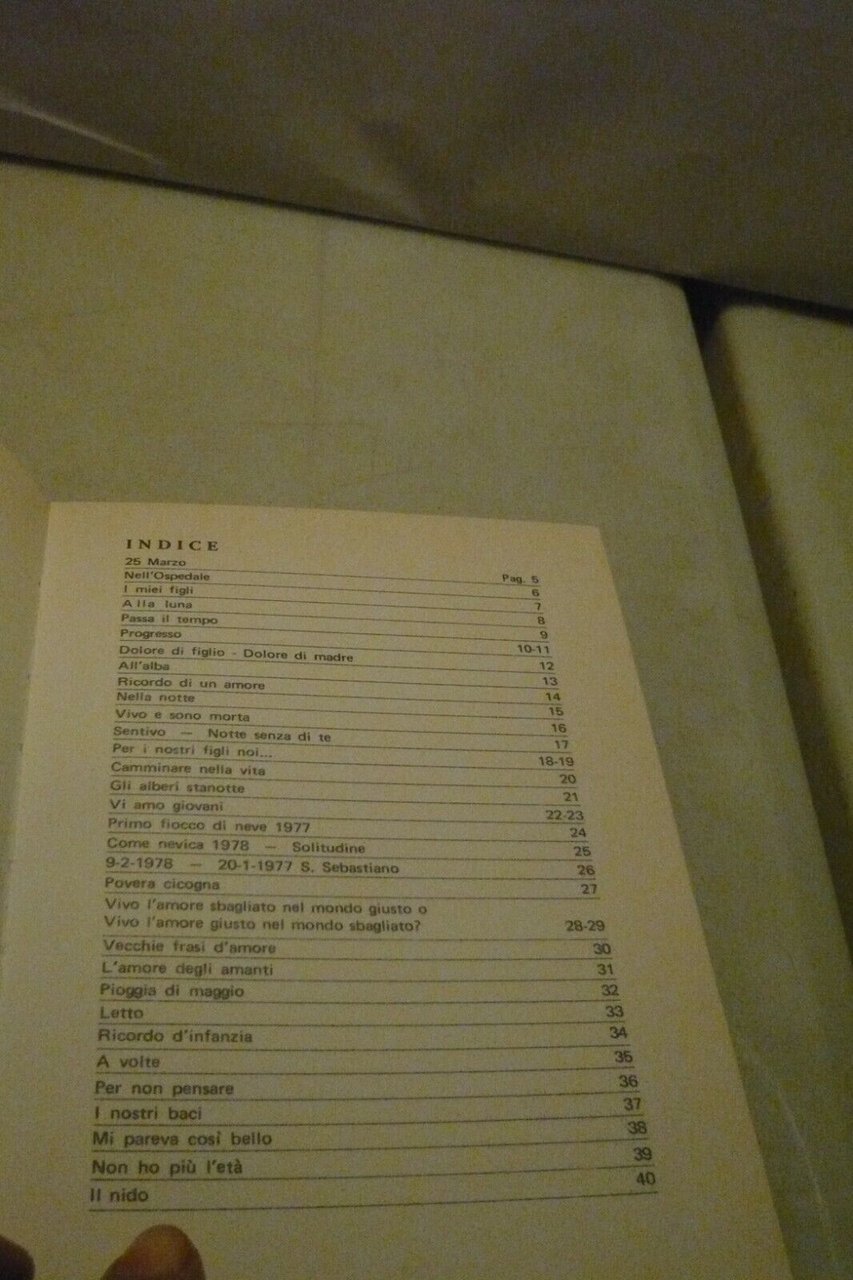 INDICE
25 Marzo Pag. 5
Nell'Ospedale 6
I miei figli 7
Alla luna 8
Passa il tempo 9
Progresso 10-11
Dolore di figlio - Dolore di madre 12
All'alba 13
Ricordo di un amore 14
Nella notte 15
Vivo e sono morta 16
Sentivo — Notte senza di te 17
Per i nostri figli noi... 18-19
Camminare nella vita 20
Gli alberi stanotte 21
Vi amo giovani 22-23
Primo fiocco di neve 1977 24
Come nevica 1978 — Solitudine 25
9-2-1978 — 20-1-1977 S. Sebastiano 26
Povera cicogna 27
Vivo l'amore sbagliato nel mondo giusto o
Vivo l'amore giusto nel mondo sbagliato? 28-29
Vecchie frasi d'amore 30
L'amore degli amanti 31
Pioggia di maggio 32
Letto 33
Ricordo d'infanzia 34
A volte 35
Per non pensare 36
I nostri baci 37
Mi pareva così bello 38
Non ho più l'età 39
Il nido 40